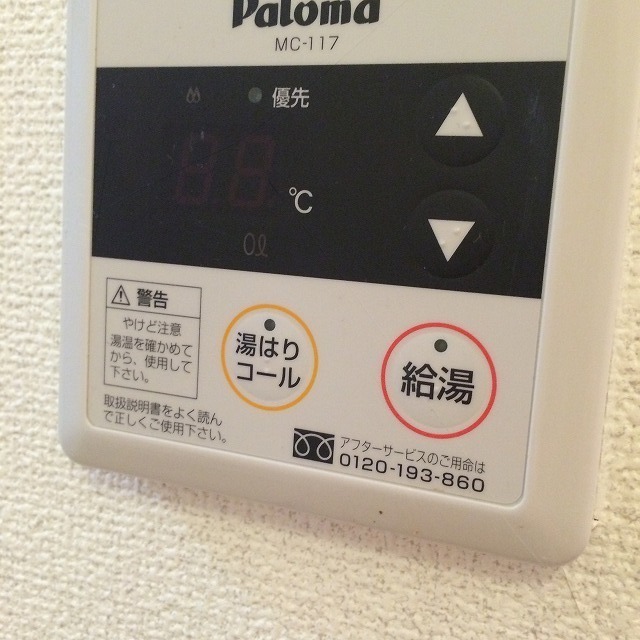 Paloma
MC-117
優先
℃
0ℓ
⚠ 警告
やけど注意
湯温を確かめて
から、使用して
下さい。
湯はり
コール
給湯
取扱説明書をよく読ん
で正しくご使用下さい。
アフターサービスのご用命は
0120-193-860